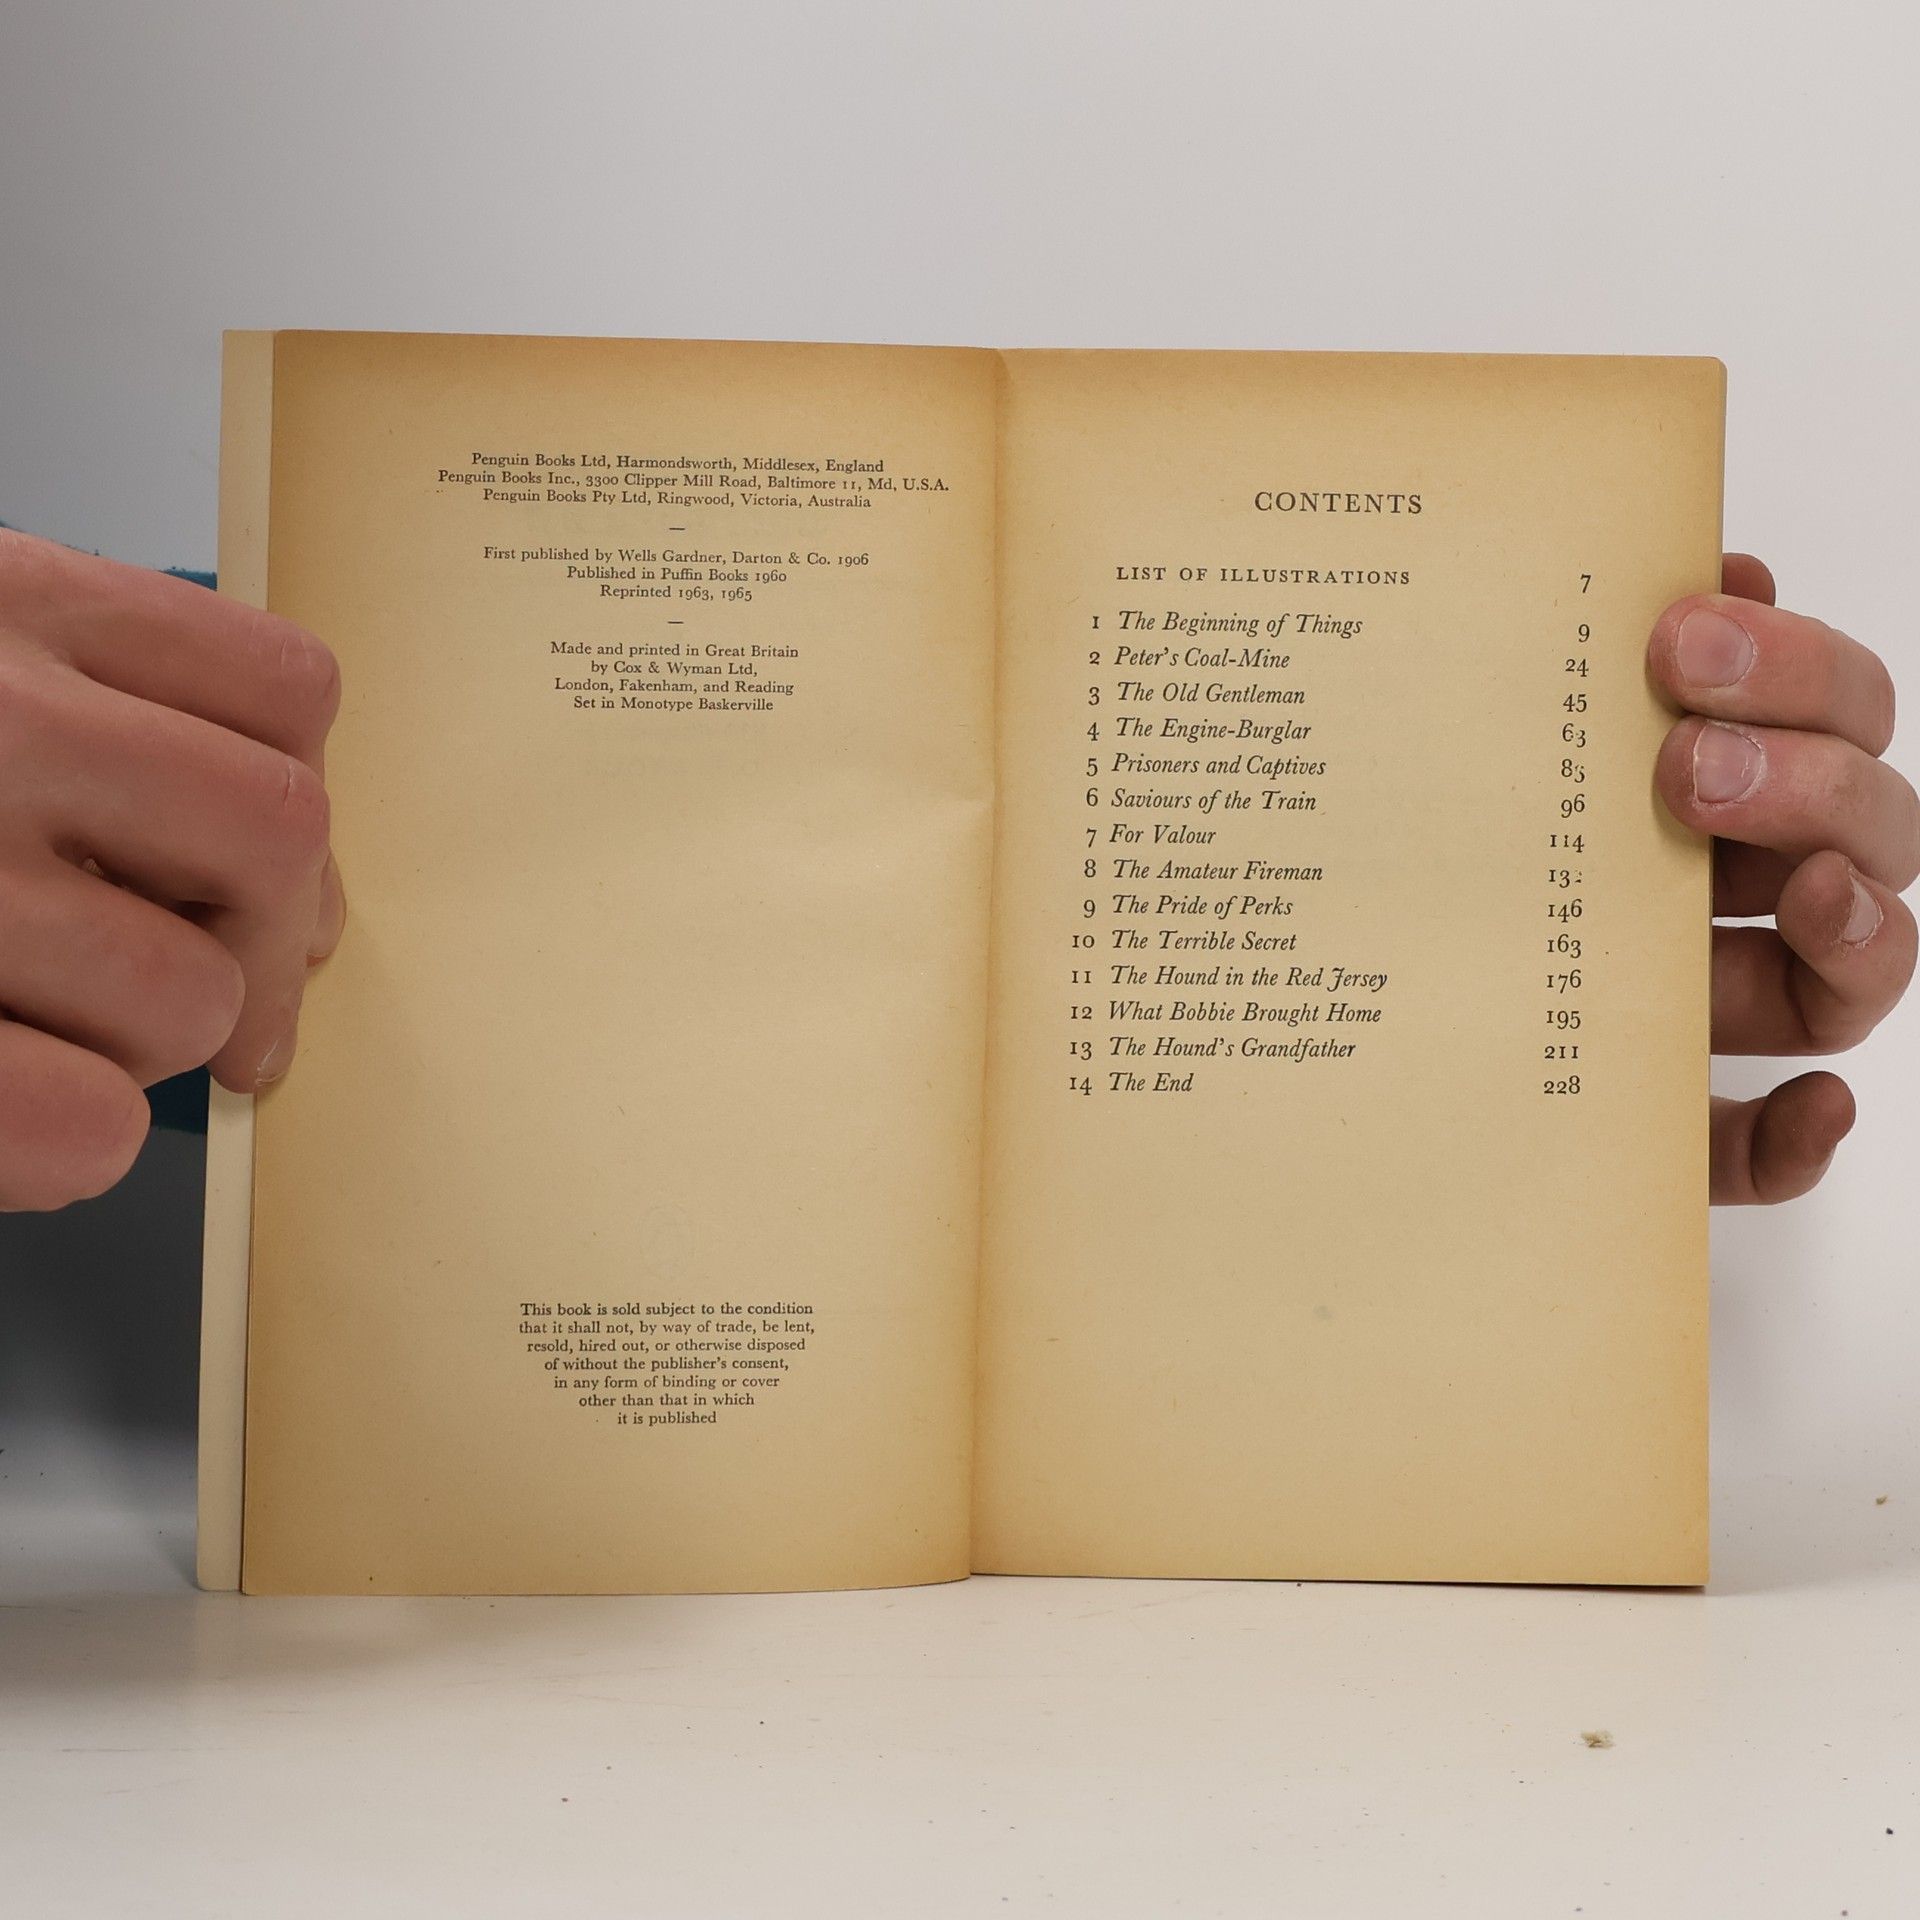 Penguin Books Ltd, Harmondsworth, Middlesex, England
Penguin Books Inc., 3300 Clipper Mill Road, Baltimore 11, Md, U.S.A.
Penguin Books Pty Ltd, Ringwood, Victoria, Australia
—
First published by Wells Gardner, Darton & Co. 1906
Published in Puffin Books 1960
Reprinted 1963, 1965
—
Made and printed in Great Britain
by Cox & Wyman Ltd,
London, Fakenham, and Reading
Set in Monotype Baskerville
This book is sold subject to the condition
that it shall not, by way of trade, be lent,
resold, hired out, or otherwise disposed
of without the publisher's consent,
in any form of binding or cover
other than that in which
it is published
CONTENTS
LIST OF ILLUSTRATIONS 7
1 The Beginning of Things 9
2 Peter's Coal-Mine 24
3 The Old Gentleman 45
4 The Engine-Burglar 63
5 Prisoners and Captives
6 Saviours of the Train 96
7 For Valour 114
8 The Amateur Fireman
9 The Pride of Perks 146
10 The Terrible Secret 163
11 The Hound in the Red Jersey 176
12 What Bobbie Brought Home 195
13 The Hound's Grandfather 211
14 The End 228